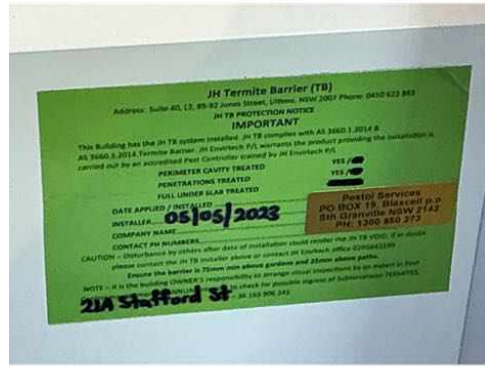 JH Termite Barrier (TB)
Address: Suite 40, L2, 89-92 Jones Street, Ultimo, NSW 2007 Phone: 0450 622 863
JH TB PROTECTION NOTICE
IMPORTANT
This Building has the JH TB system installed. JH TB complies with AS 3660.1.2014 &
AS 3660.3.2014 Termite Barrier. JH Envirtech P/L warrants the product providing the installation is
carried out by an accredited Pest Controller trained by JH Envirtech P/L
PERIMETER CAVITY TREATED YES /
PENETRATIONS TREATED YES /
FULL UNDER SLAB TREATED
DATE APPLIED / INSTALLED
INSTALLER 05/05/2023
COMPANY NAME
CONTACT PH NUMBERS
Pestol Services
PO BOX 19, Blaxcell p.o
Sth Granville NSW 2142
PH: 1300 850 273
CAUTION - Disturbance by others after date of installation could render the JH TB VOID, if in doubt
please contact the JH TB installer above or contact JH Envitech office
Ensure the barrier is 75mm min above gardens and 25mm above paths.
NOTE - it is the building OWNER'S responsibility to arrange visual inspections by an expert in Pest
to check for possible ingress of Subterranean TERMITES.
21A Stafford St